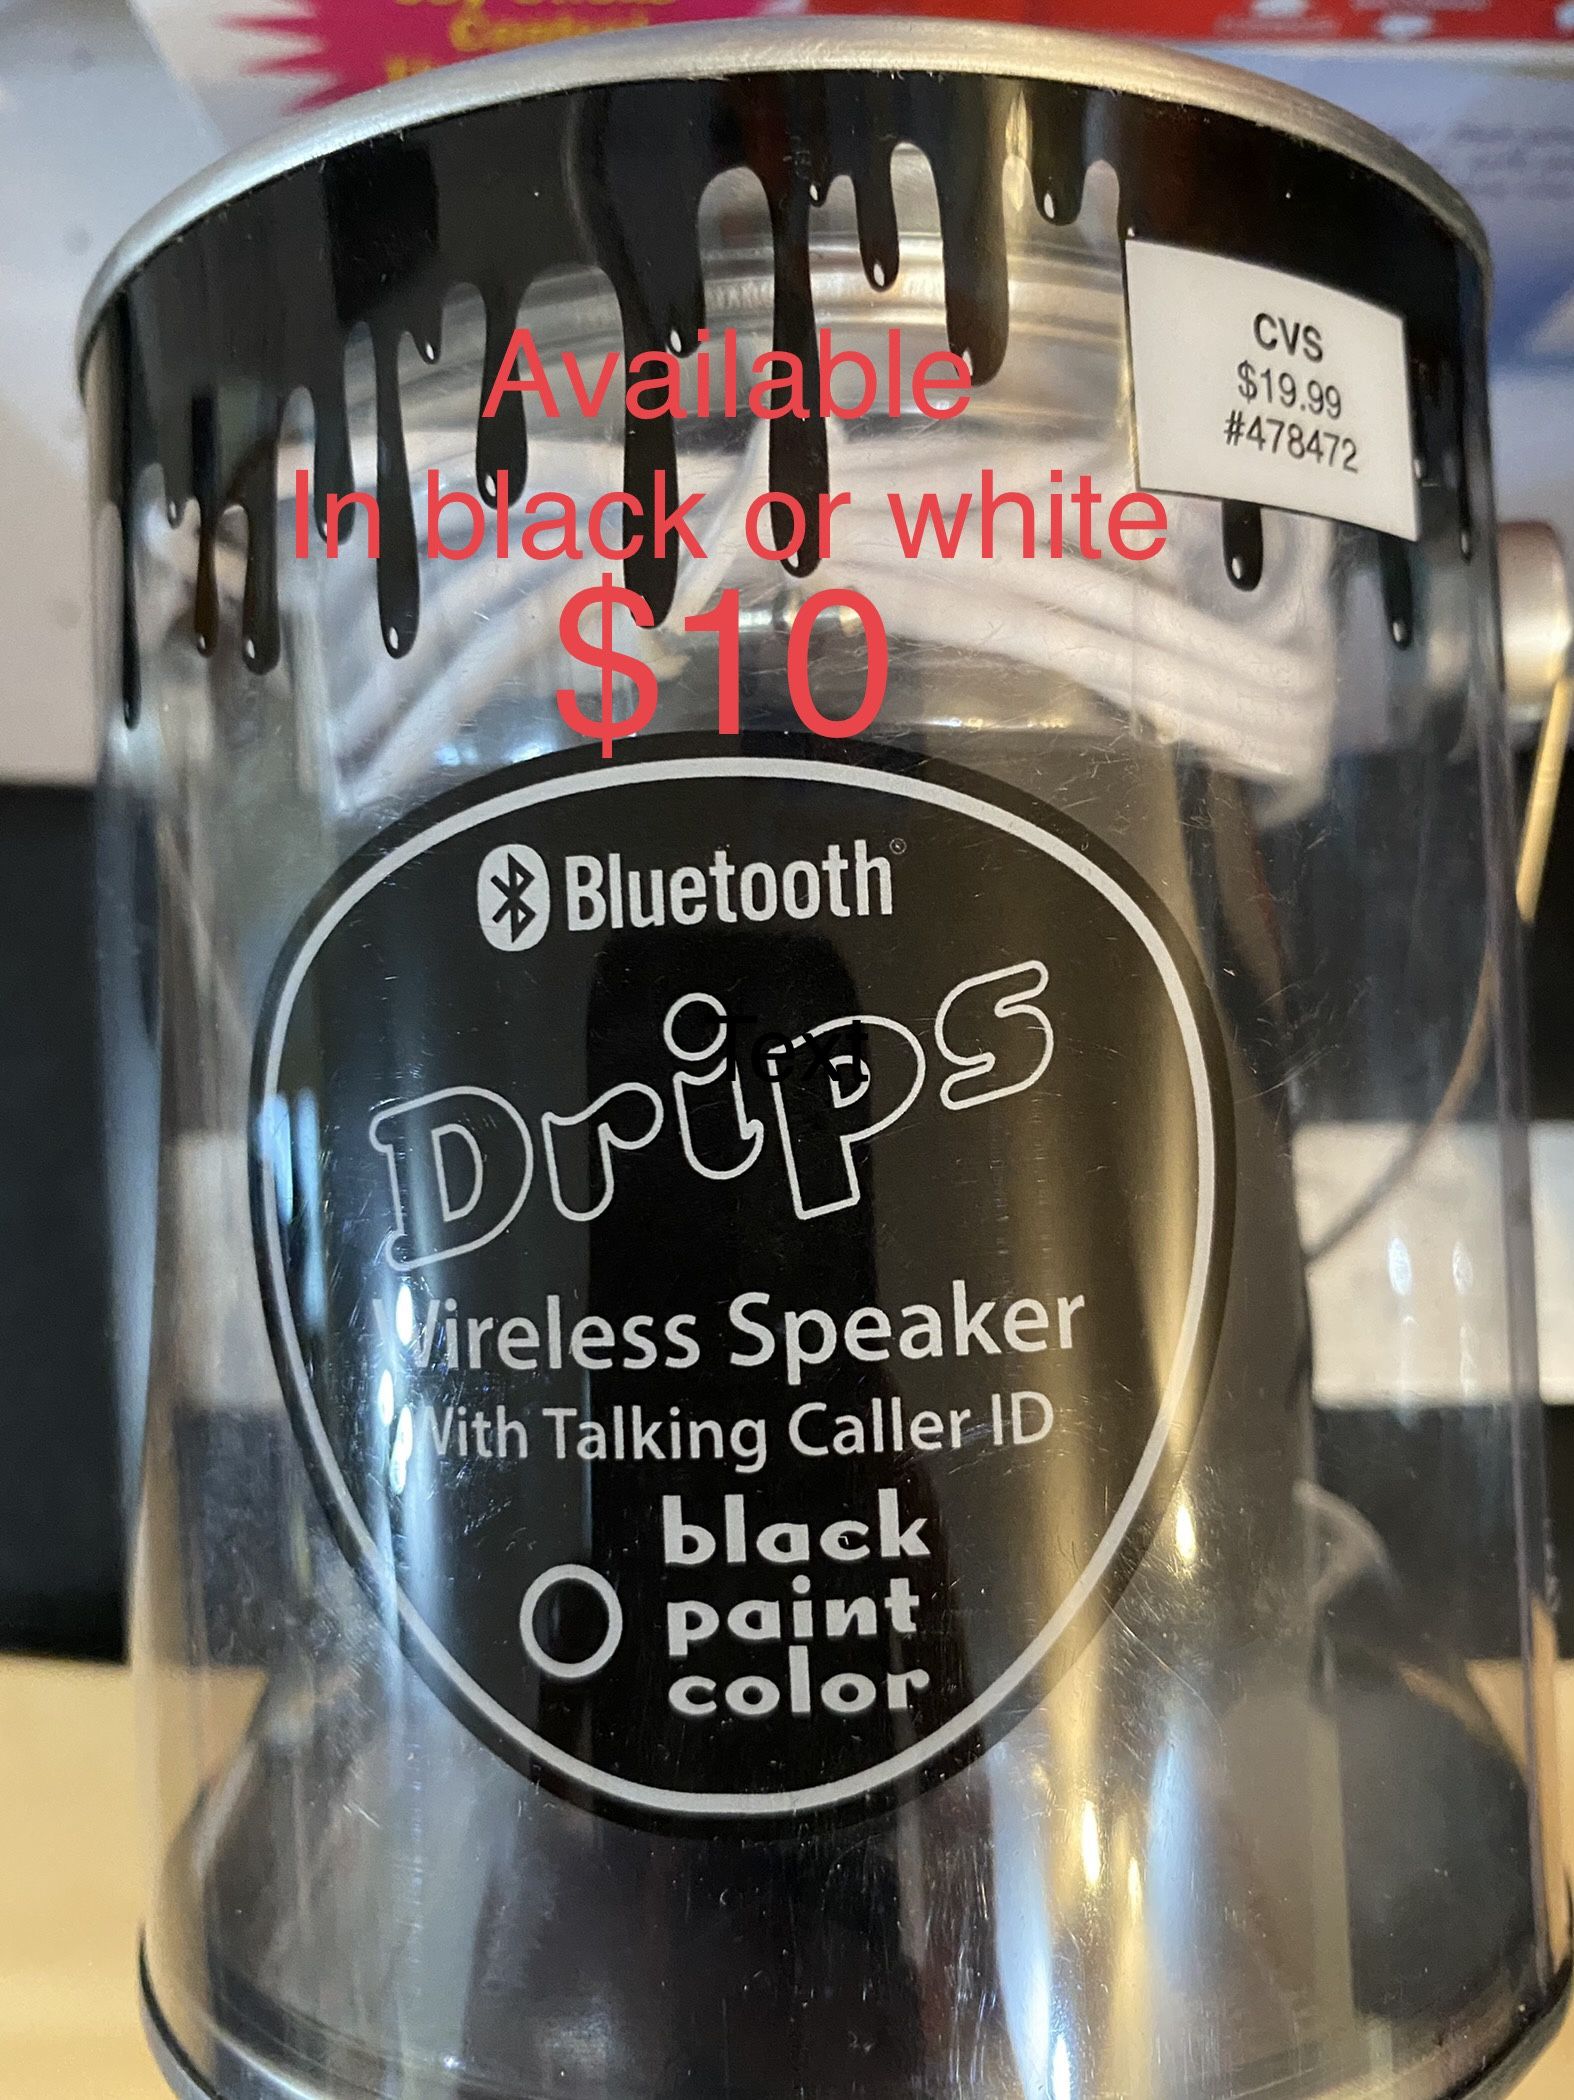 CVS
$19.99
#478472
Available
In black or white
$10
Bluetooth®
Drips
Text
Wireless Speaker
With Talking Caller ID
black
paint
color